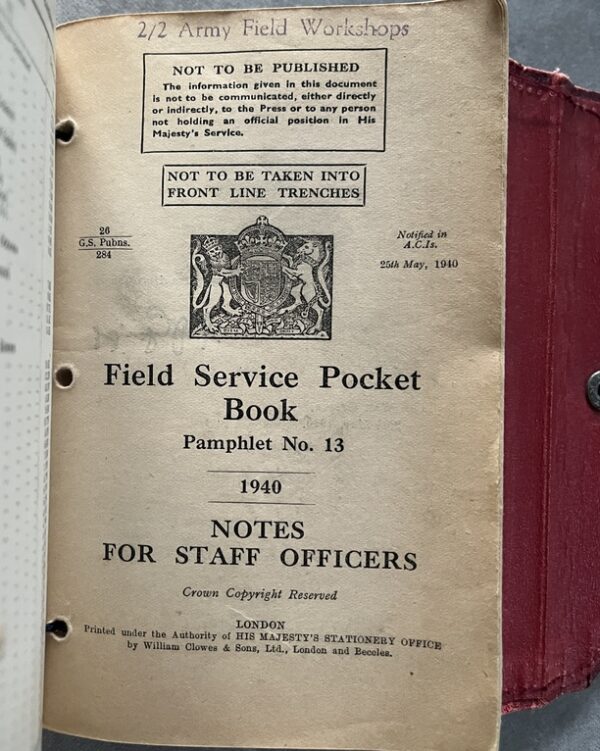 2/2 Army Field Workshops
NOT TO BE PUBLISHED
The information given in this document
is not to be communicated, either directly
or indirectly, to the Press or to any person
not holding an official position in His
Majesty's Service.
NOT TO BE TAKEN INTO
FRONT LINE TRENCHES
26
G.S. Pubns.
284
Notified in
A.C.Is.
25th May, 1940
Field Service Pocket
Book
Pamphlet No. 13
1940
NOTES
FOR STAFF OFFICERS
Crown Copyright Reserved
LONDON
Printed under the Authority of HIS MAJESTY'S STATIONERY OFFICE
by William Clowes & Sons, Ltd., London and Beccles.